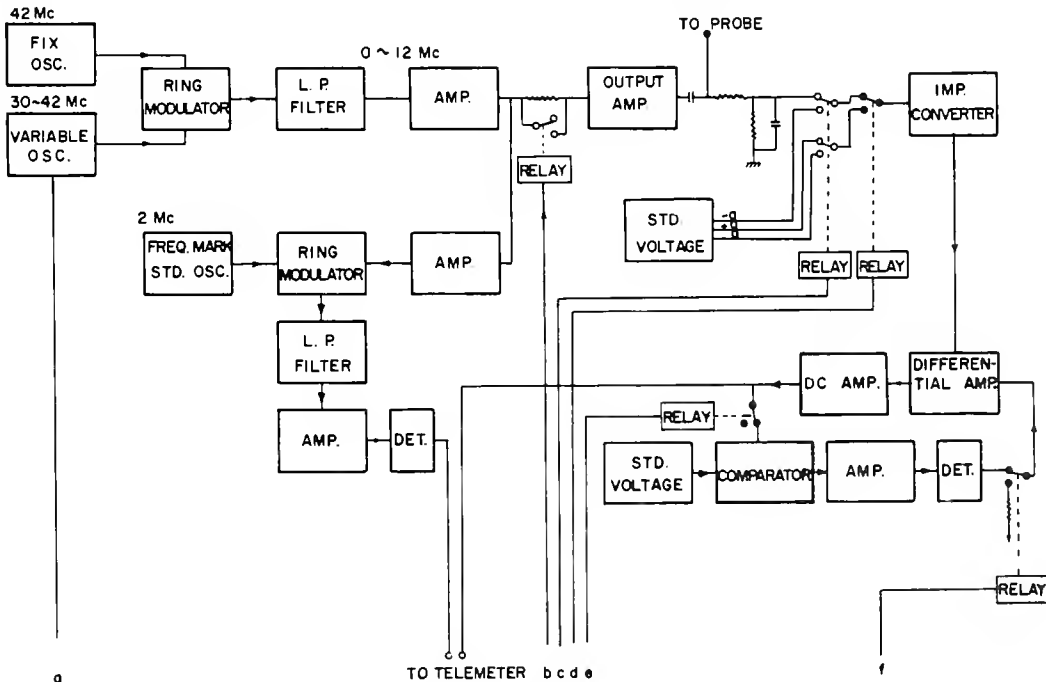 42 Mc
FIX
OSC.
30~42 Mc
VARIABLE
OSC.
RING
MODULATOR
L. P.
FILTER
0 ~ 12 Mc
AMP.
RELAY
OUTPUT
AMP.
TO PROBE
IMP.
CONVERTER
STD.
VOLTAGE
RELAY
RELAY
2 Mc
FREQ. MARK
STD. OSC.
RING
MODULATOR
AMP.
L. P.
FILTER
AMP.
DET.
DC AMP.
DIFFEREN-
TIAL AMP.
RELAY
STD.
VOLTAGE
COMPARATOR
AMP.
DET.
RELAY
a
TO TELEMETER b c d e
f